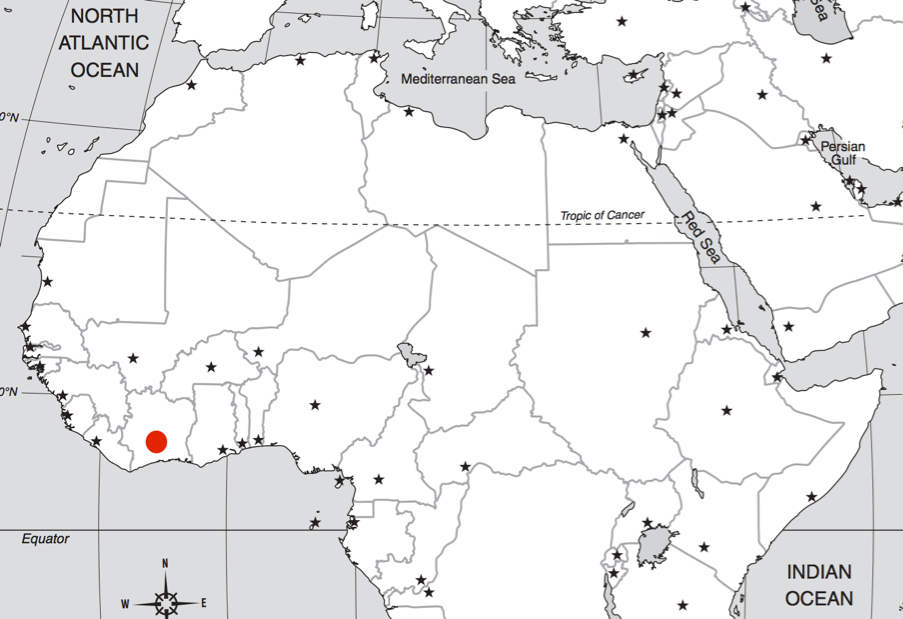 NORTH
ATLANTIC
OCEAN
Sea
Mediterranean Sea
0°N
Persian
Gulf
Tropic of Cancer
Red Sea
0°N
Equator
N
W
E
INDIAN
OCEAN